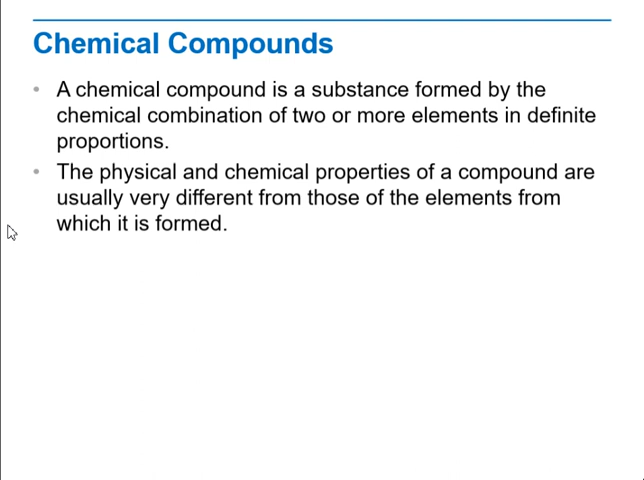 Chemical Compounds
• A chemical compound is a substance formed by the
chemical combination of two or more elements in definite
proportions.
• The physical and chemical properties of a compound are
usually very different from those of the elements from
which it is formed.